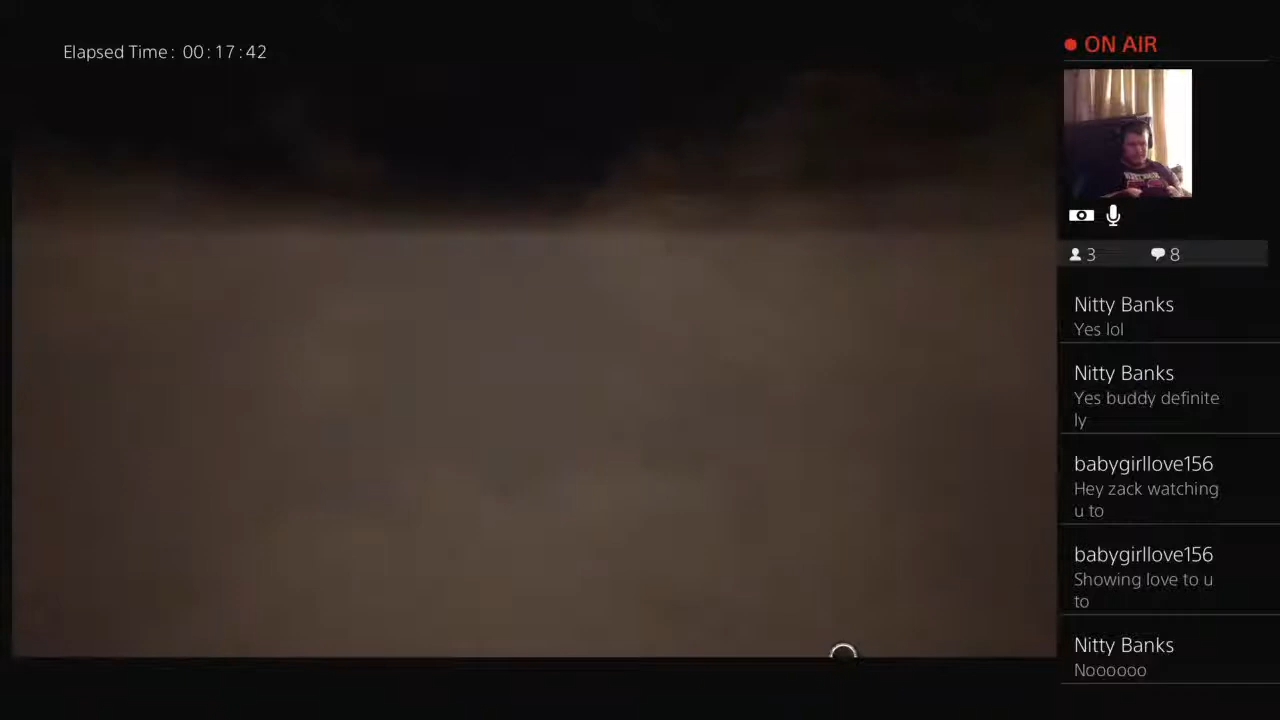 Elapsed Time: 00:17:42
ON AIR
3 8
Nitty Banks
Yes lol
Nitty Banks
Yes buddy definite
ly
babygirllove156
Hey zack watching
u to
babygirllove156
Showing love to u
to
Nitty Banks
Noooooo